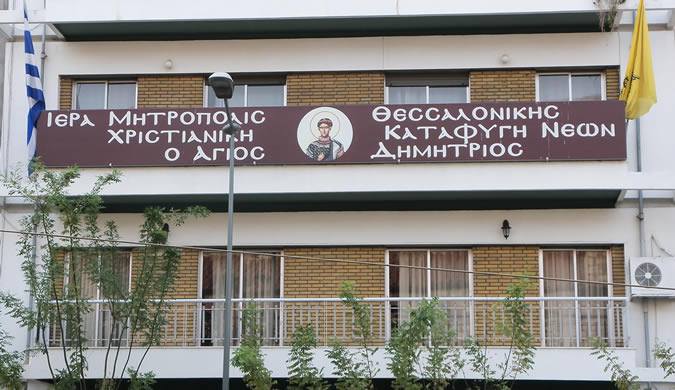 Ιερα Μητροπολις Θεσσαλονικης
Χριστιανικη Καταφυγη Νεων
ο Αγιος Δημητριος